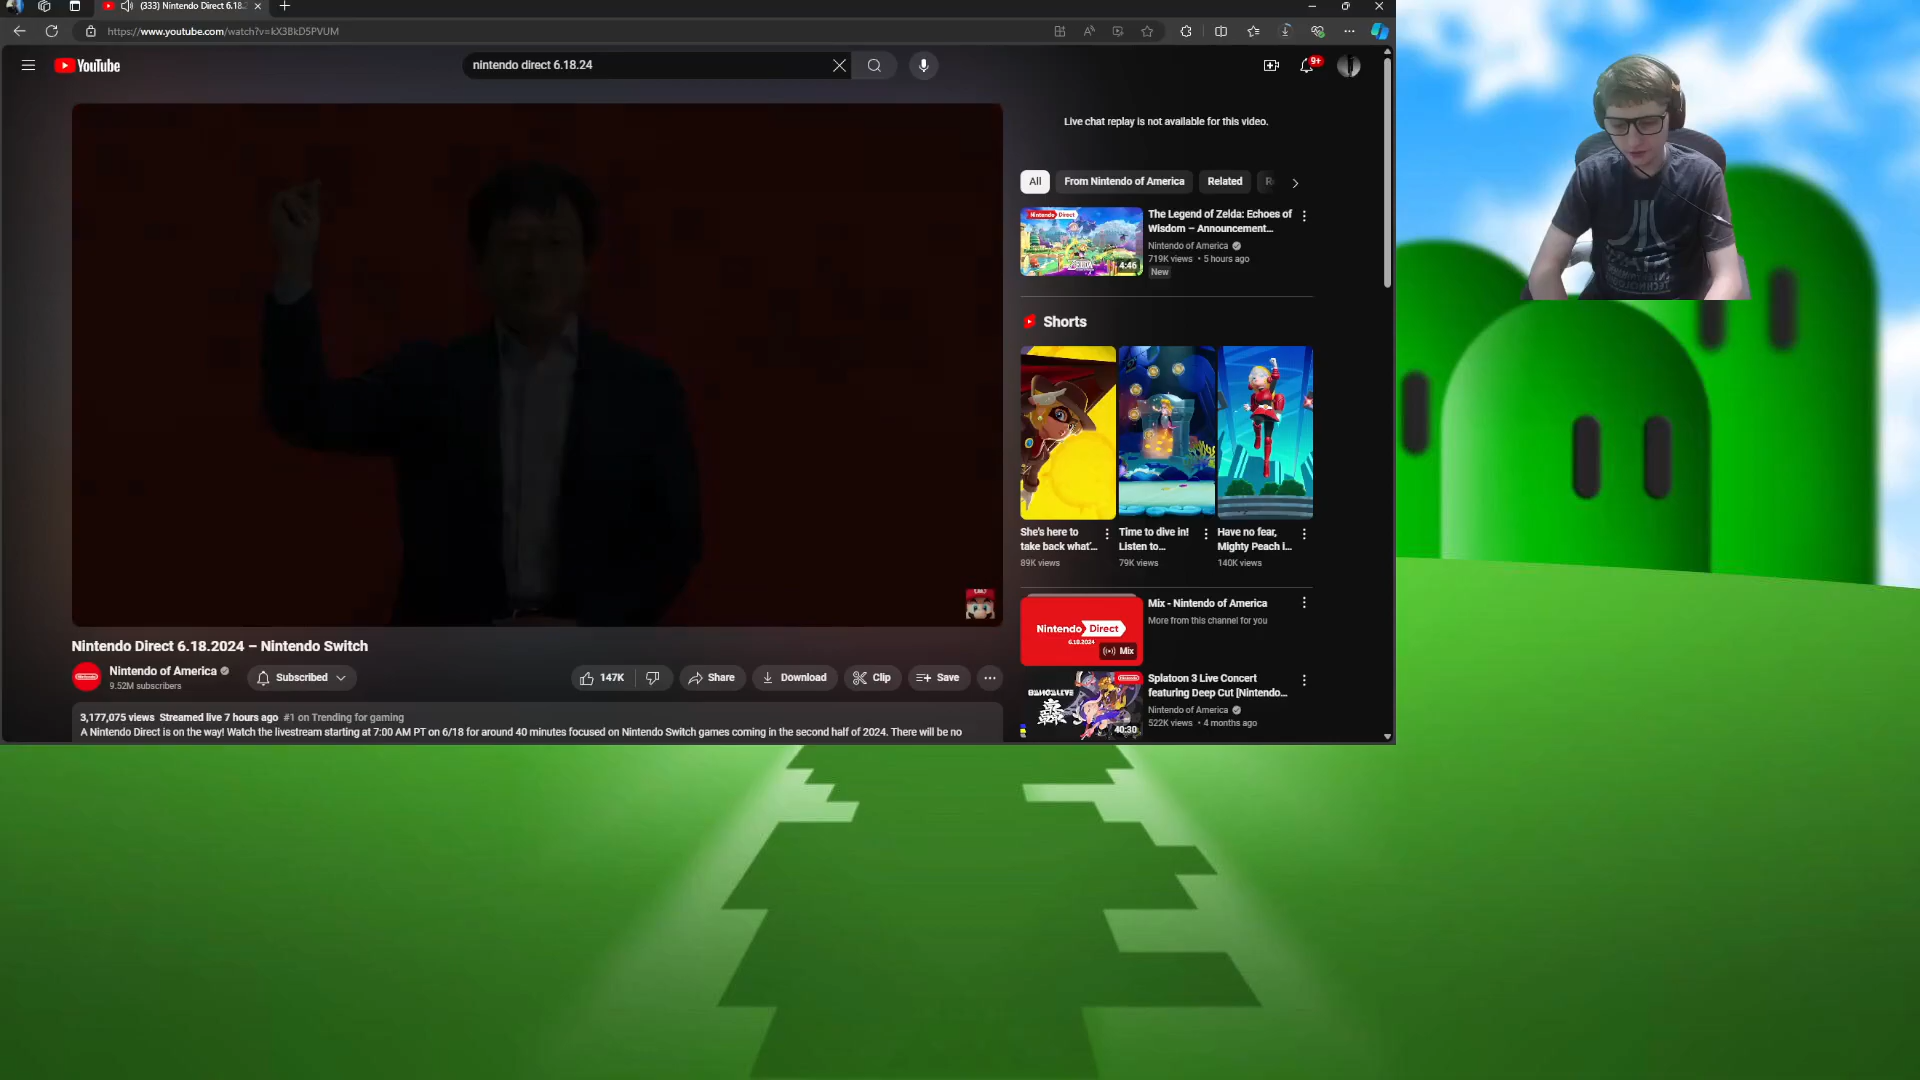 (333) Nintendo Direct 6.18.2
https://www.youtube.com/watch?v=kX3BkD5PVUM
YouTube
nintendo direct 6.18.24
9+
Live chat replay is not available for this video.
All
From Nintendo of America
Related
Nintendo Direct
The Legend of Zelda: Echoes of
Wisdom – Announcement...
Nintendo of America
719K views • 5 hours ago
New
ZELDA
4:46
Shorts
She's here to
take back what'...
89K views
Time to dive in!
Listen to...
79K views
Have no fear,
Mighty Peach i...
140K views
Nintendo Direct
6.18.2024
Mix
Mix - Nintendo of America
More from this channel for you
Splatoon 3 Live Concert
featuring Deep Cut [Nintendo...
Nintendo of America
522K views • 4 months ago
40:30
Nintendo Direct 6.18.2024 – Nintendo Switch
Nintendo of America
9.52M subscribers
Subscribed
147K
Share
Download
Clip
Save
3,177,075 views Streamed live 7 hours ago #1 on Trending for gaming
A Nintendo Direct is on the way! Watch the livestream starting at 7:00 AM PT on 6/18 for around 40 minutes focused on Nintendo Switch games coming in the second half of 2024. There will be no